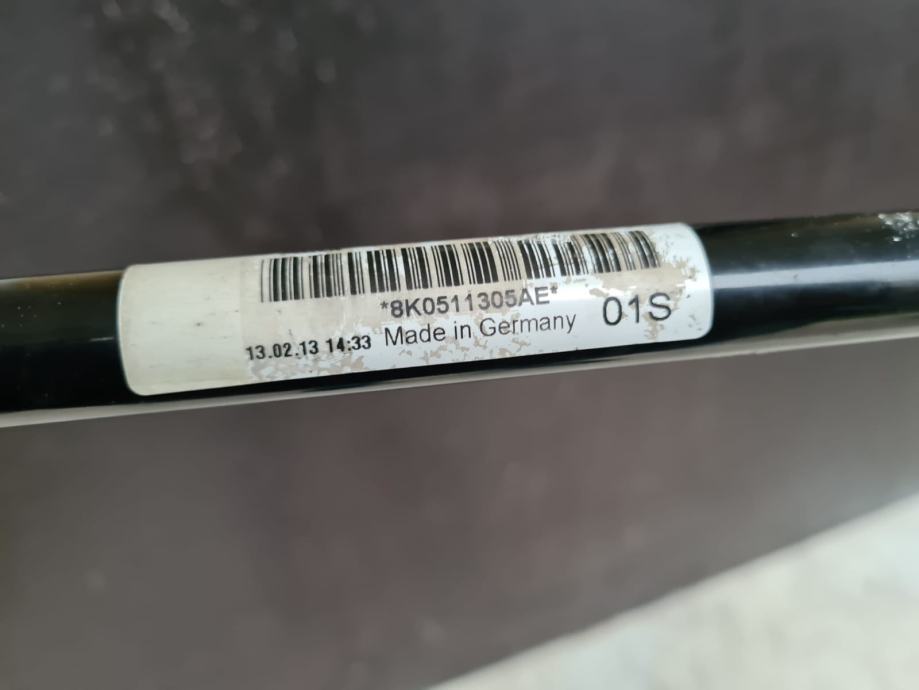 *8K0511305AE*
13.02.13 14:33 Made in Germany 01S